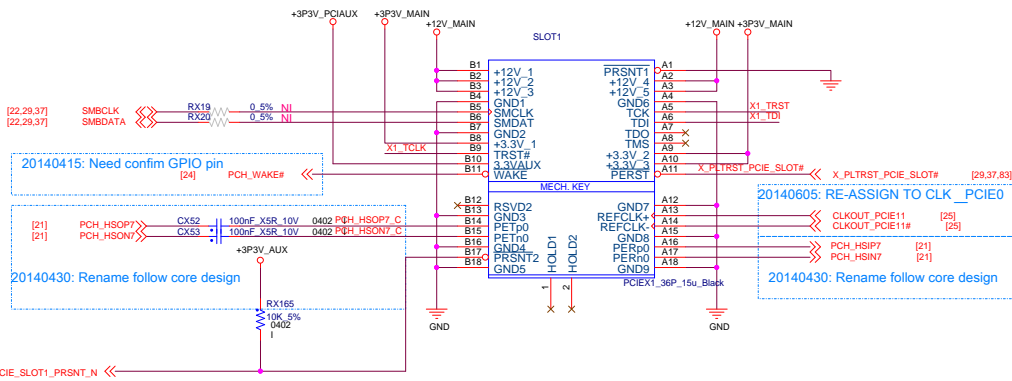 +3P3V_PCIAUX +3P3V_MAIN
+12V_MAIN
SLOT1
+12V_MAIN +3P3V_MAIN
B1 +12V_1 PRSNT1 A1
B2 +12V_2 +12V_4 A2
B3 +12V_3 +12V_5 A3
B4 GND1 GND6 A4
[22,29,37] SMBCLK RX19 0_5% NI B5 SMCLK TCK A5 X1_TRST
[22,29,37] SMBDATA RX20 0_5% NI B6 SMDAT TDI A6 X1_TDI
B7 GND2 TDO A7
B8 +3.3V_1 TMS A8
X1_TCLK B9 TRST# +3.3V_2 A9
B10 3.3VAUX +3.3V_3 A10
20140415: Need confim GPIO pin
[24] PCH_WAKE# B11 WAKE PERST A11 X_PLTRST_PCIE_SLOT# X_PLTRST_PCIE_SLOT# [29,37,83]
MECH. KEY
20140605: RE-ASSIGN TO CLK _PCIE0
B12 RSVD2 GND7 A12
B13 GND3 REFCLK+ A13 CLKOUT_PCIE11 [25]
[21] PCH_HSOP7 CX52 100nF_X5R_10V 0402 PCH_HSOP7_C B14 PETp0 REFCLK- A14 CLKOUT_PCIE11# [25]
[21] PCH_HSON7 CX53 100nF_X5R_10V 0402 PCH_HSON7_C B15 PETn0 GND8 A15
B16 GND4 PERp0 A16 PCH_HSIP7 [21]
B17 PRSNT2 PERn0 A17 PCH_HSIN7 [21]
B18 GND5 GND9 A18
HOLD1 HOLD2
1 2
+3P3V_AUX
20140430: Rename follow core design
20140430: Rename follow core design
PCIEX1_36P_15u_Black
RX165
10K_5%
0402
I
GND
GND
CIE_SLOT1_PRSNT_N